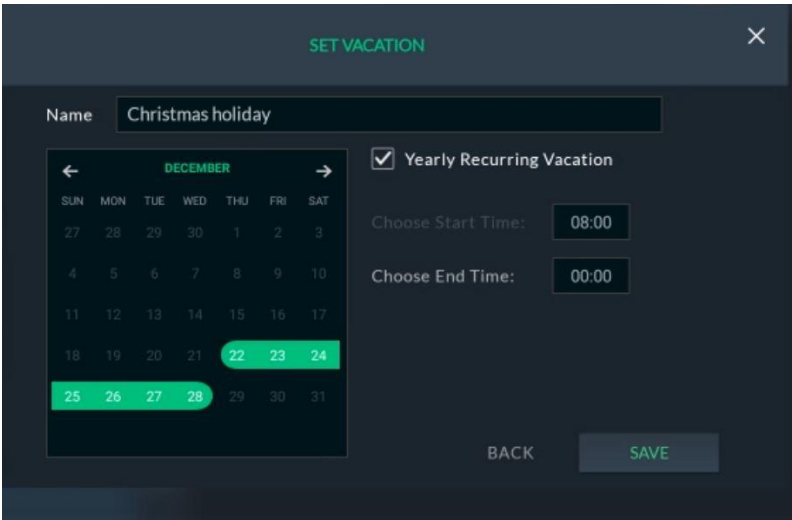 SET VACATION
Name
Christmas holiday
DECEMBER
SUN MON TUE WED THU FRI SAT
27 28 29 30 1 2 3
4 5 6 7 8 9 10
11 12 13 14 15 16 17
18 19 20 21 22 23 24
25 26 27 28 29 30 31
Yearly Recurring Vacation
Choose Start Time: 08:00
Choose End Time: 00:00
BACK
SAVE